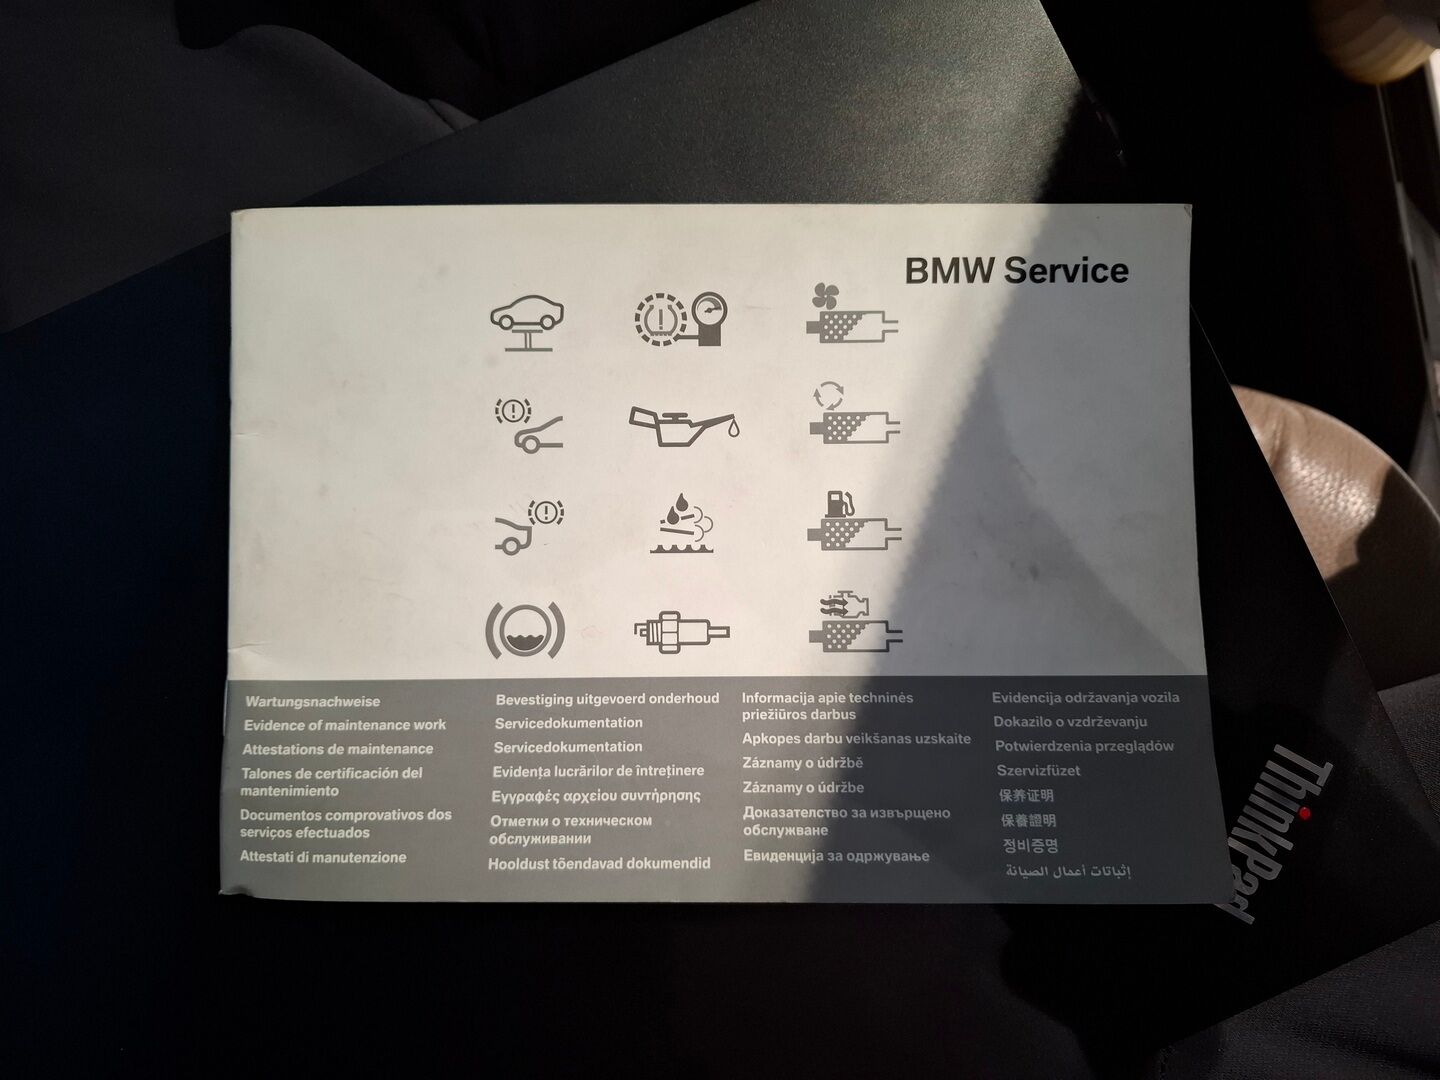 BMW Service
Wartungsnachweise
Evidence of maintenance work
Attestations de maintenance
Talones de certificación del
mantenimiento
Documentos comprovativos dos
serviços efectuados
Attestati di manutenzione
Bevestiging uitgevoerd onderhoud
Servicedokumentation
Servicedokumentation
Evidența lucrărilor de întreținere
Εγγραφές αρχείου συντήρησης
Отметки о техническом
обслуживании
Hooldust tõendavad dokumendid
Informacija apie techninės
priežiūros darbus
Apkopes darbu veikšanas uzskaite
Záznamy o údržbě
Záznamy o údržbe
Доказателство за извършено
обслужване
Евиденција за одржување
Evidencija održavanja vozila
Dokazilo o vzdrževanju
Potwierdzenia przeglądów
Szervizfüzet
保养证明
保養證明
정비증명
إثباتات أعمال الصيانة
ThinkPad